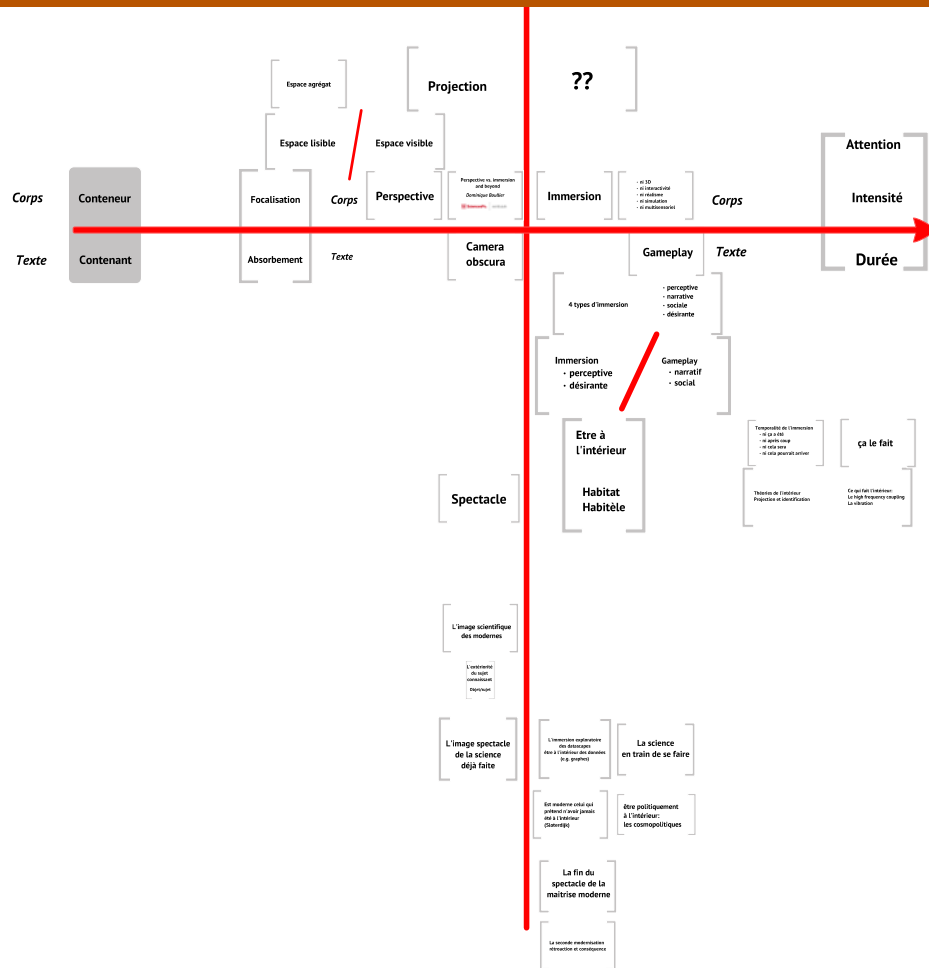 Espace agrégat
Projection
??
Espace lisible
Espace visible
Attention
Corps
Conteneur
Focalisation
Corps
Perspective
Perspective vs. immersion
and beyond
Dominique Boullier
Immersion
- ni 3D
- ni interactivité
- ni réalisme
- ni simulation
- ni multisensoriel
Corps
Intensité
Texte
Contenant
Absorbement
Texte
Camera
obscura
Gameplay
Texte
Durée
4 types d'immersion
- perceptive
- narrative
- sociale
- désirante
Immersion
- perceptive
- désirante
Gameplay
- narratif
- social
Etre à
l'intérieur
Habitat
Habitèle
Temporalité de l'immersion
- ni ça a été
- ni après coup
- ni cela sera
- ni cela pourrait arriver
ça le fait
Théories de l'intérieur
Projection et identification
Ce qui fait l'intérieur:
Le high frequency coupling
La vibration
Spectacle
L'image scientifique
des modernes
L'extériorité
du sujet
connaissant
Objet/sujet
L'image spectacle
de la science
déjà faite
L'immersion exploratoire
des datascapes
être à l'intérieur des données
(e.g. graphes)
La science
en train de se faire
Est moderne celui qui
prétend n'avoir jamais
été à l'intérieur
(Sloterdijk)
être politiquement
à l'intérieur:
les cosmopolitiques
La fin du
spectacle de la
maitrise moderne
La seconde modernisation
rétroaction et conséquence